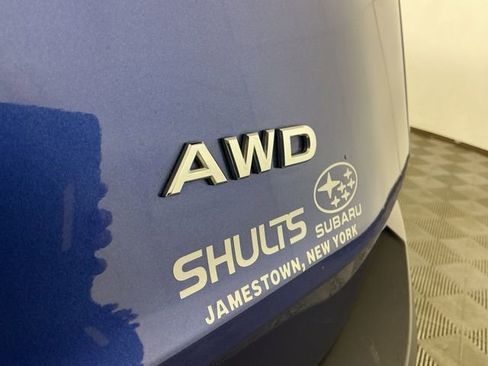 AWD
SHULTS SUBARU
JAMESTOWN, NEW YORK